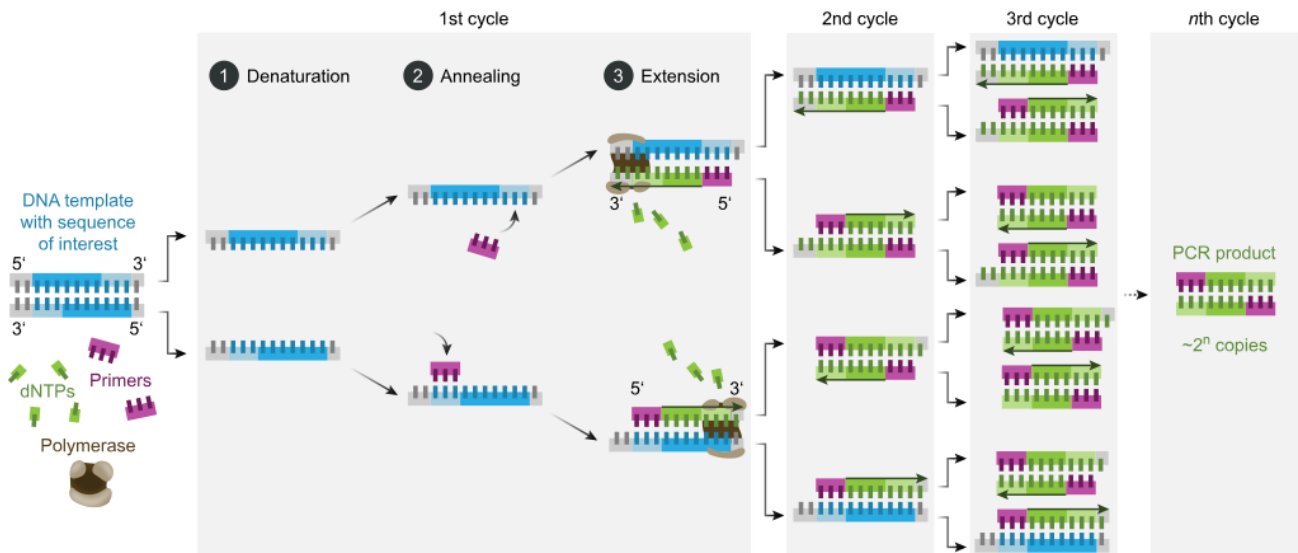 1st cycle
2nd cycle
3rd cycle
nth cycle
1 Denaturation
2 Annealing
3 Extension
DNA template
with sequence
of interest
5‘ 3‘
3‘ 5‘
Primers
dNTPs
Polymerase
3‘ 5‘
5‘ 3‘
PCR product
~2ⁿ copies